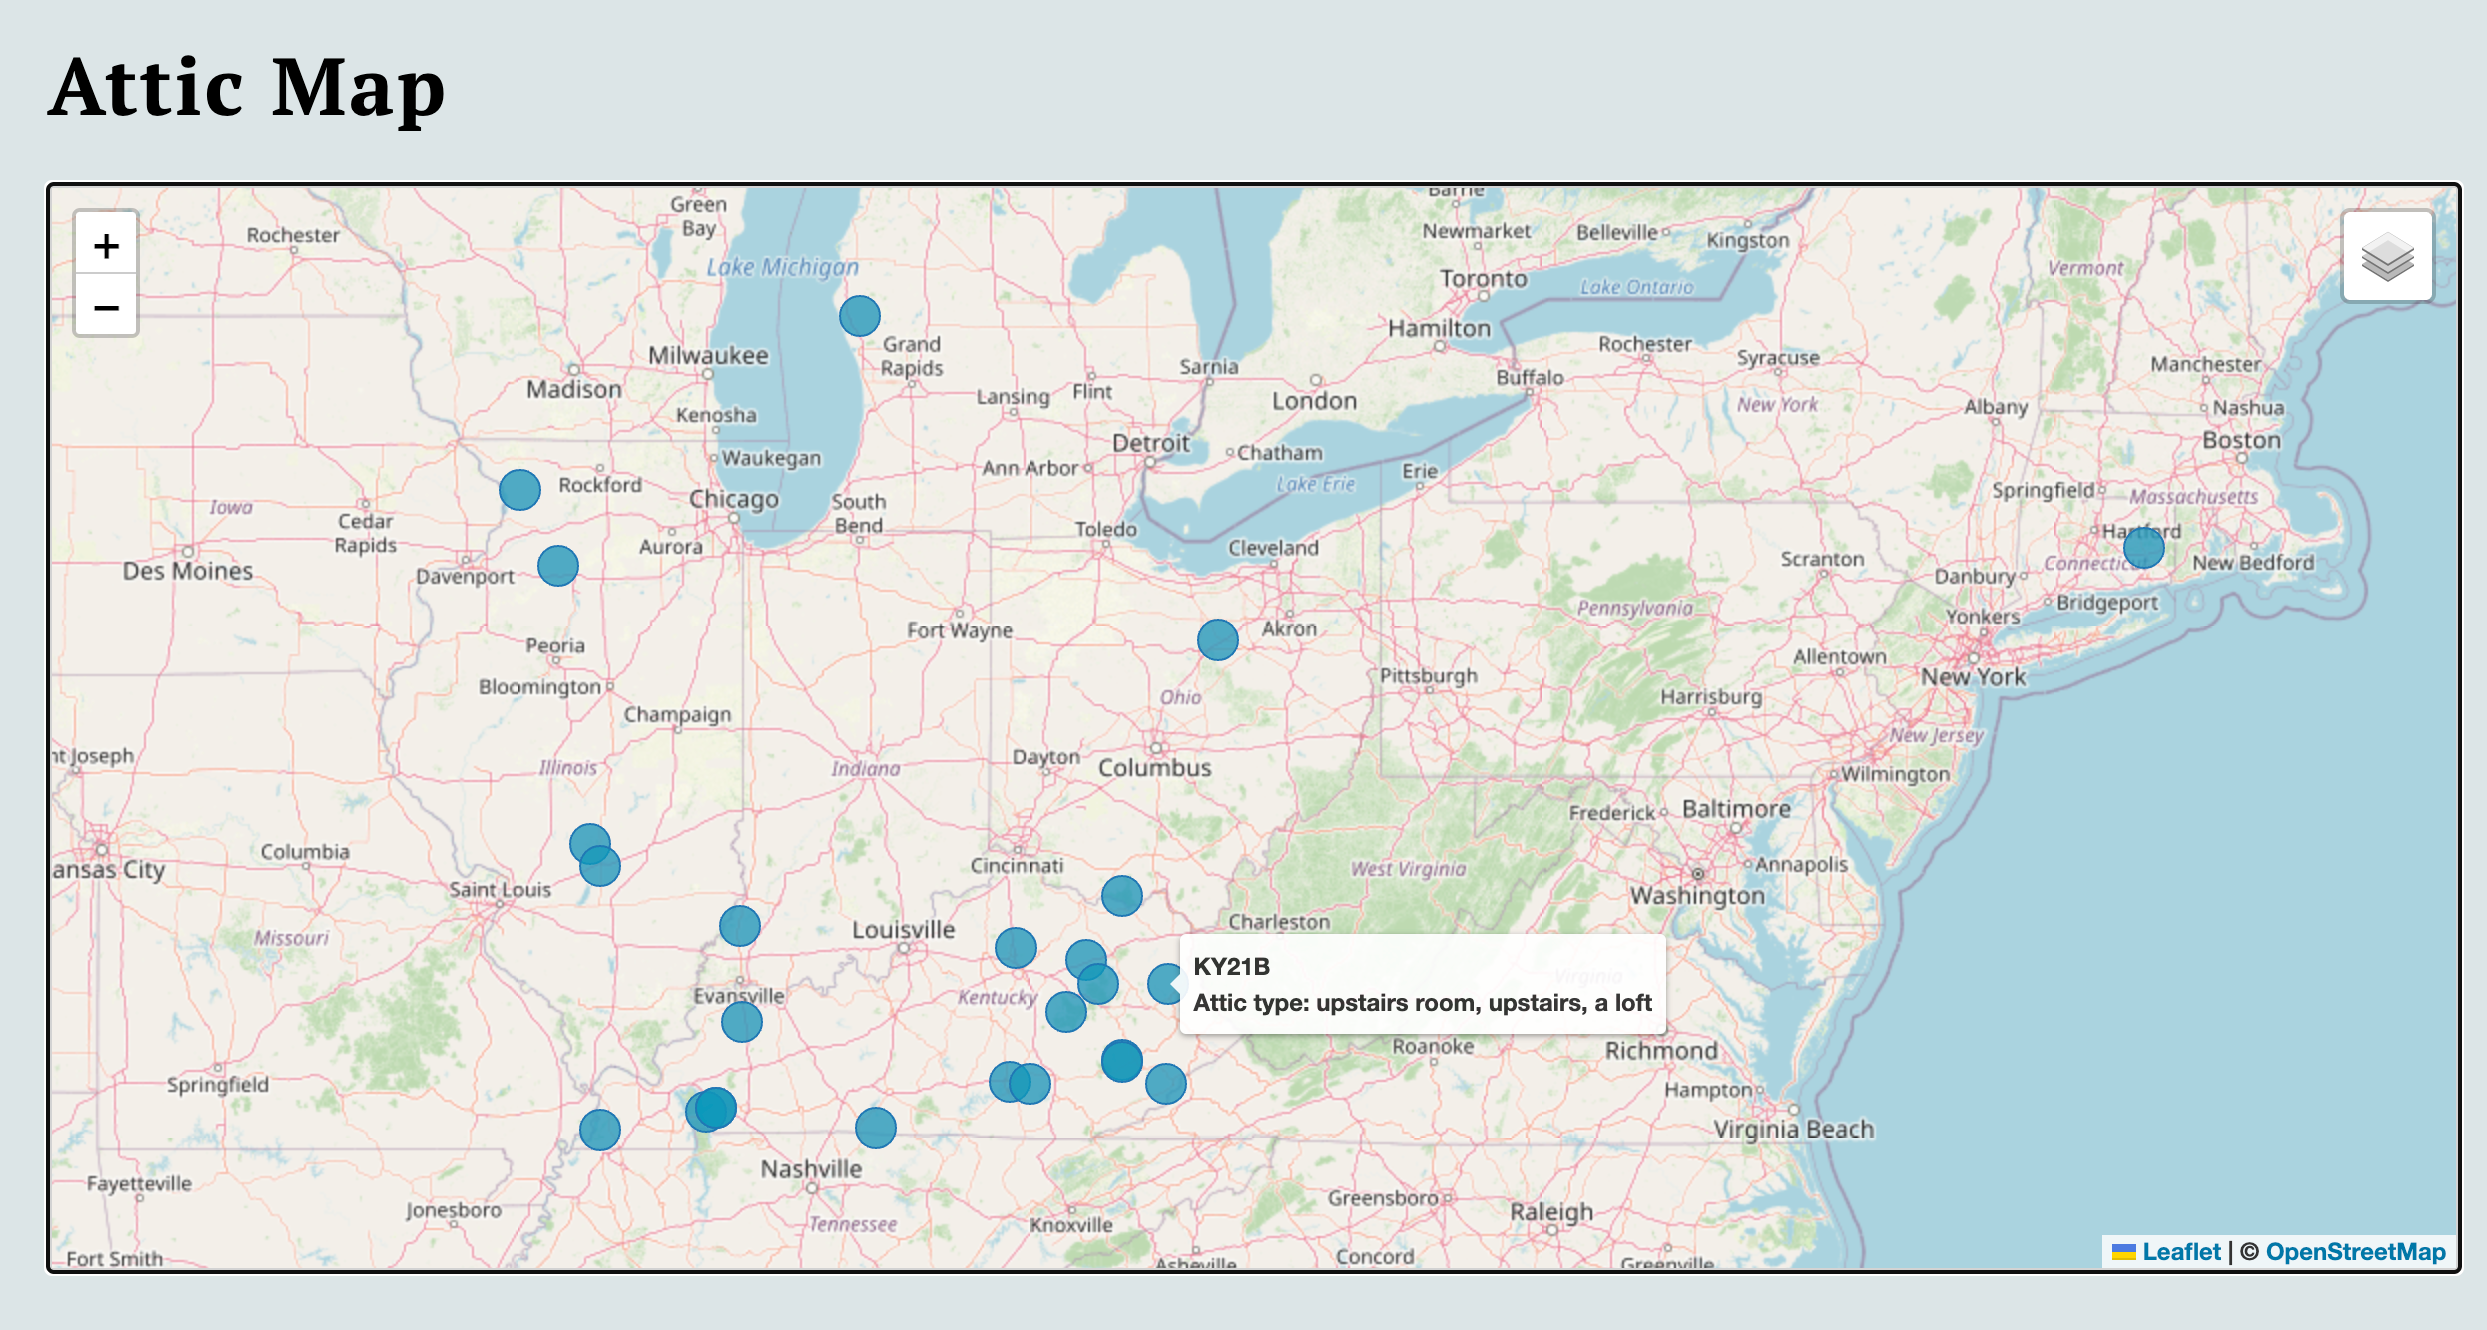 Attic Map
+
−
Barrie
Green
Bay
Rochester
Newmarket
Belleville
Kingston
Lake Michigan
Vermont
Toronto
Lake Ontario
Hamilton
Grand
Rapids
Rochester
Syracuse
Manchester
Milwaukee
Madison
Sarnia
Buffalo
Lansing
Flint
London
New York
Albany
Nashua
Kenosha
Detroit
Boston
Waukegan
Ann Arbor
Chatham
Erie
Lake Erie
Rockford
Chicago
South
Bend
Springfield
Massachusetts
Iowa
Cedar
Rapids
Toledo
Hartford
Aurora
Cleveland
Scranton
Connectic
New Bedford
Des Moines
Davenport
Danbury
Bridgeport
Pennsylvania
Yonkers
Fort Wayne
Akron
Peoria
Allentown
Pittsburgh
New York
Bloomington
Ohio
Harrisburg
Champaign
New Jersey
nt Joseph
Illinois
Indiana
Dayton
Columbus
Wilmington
Frederick
Baltimore
Columbia
Cincinnati
ansas City
West Virginia
Annapolis
Saint Louis
Washington
Missouri
Louisville
Charleston
KY21B
Virginia
Attic type: upstairs room, upstairs, a loft
Evansville
Kentucky
Roanoke
Richmond
Springfield
Hampton
Virginia Beach
Nashville
Fayetteville
Greensboro
Jonesboro
Raleigh
Tennessee
Knoxville
Fort Smith
Concord
Asheville
Greenville
Leaflet | © OpenStreetMap